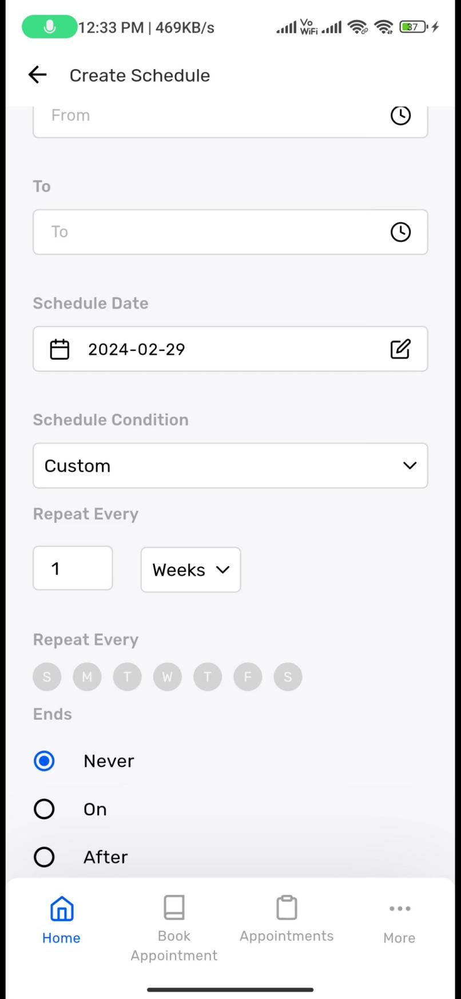 12:33 PM | 469KB/s Vo WiFi 37
Create Schedule
From
To
To
Schedule Date
2024-02-29
Schedule Condition
Custom
Repeat Every
1 Weeks
Repeat Every
S M T W T F S
Ends
Never
On
After
Home Book Appointment Appointments More